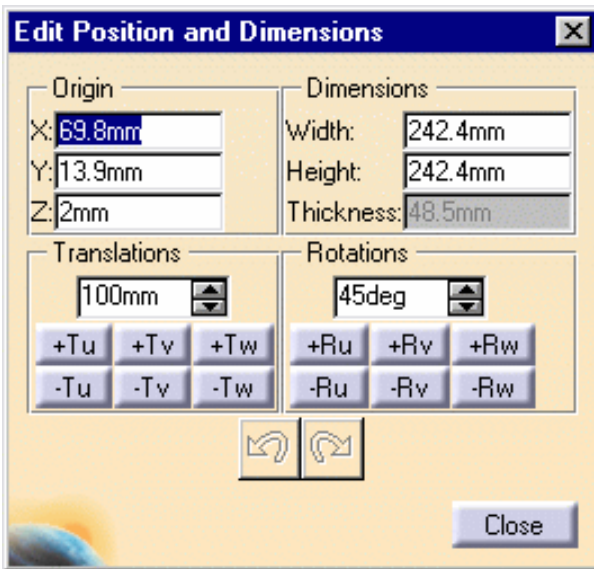 Edit Position and Dimensions
Origin
X: 69.8mm
Y: 13.9mm
Z: 2mm
Dimensions
Width: 242.4mm
Height: 242.4mm
Thickness: 48.5mm
Translations
100mm
+Tu +Tv +Tw
-Tu -Tv -Tw
Rotations
45deg
+Ru +Rv +Rw
-Ru -Rv -Rw
Close